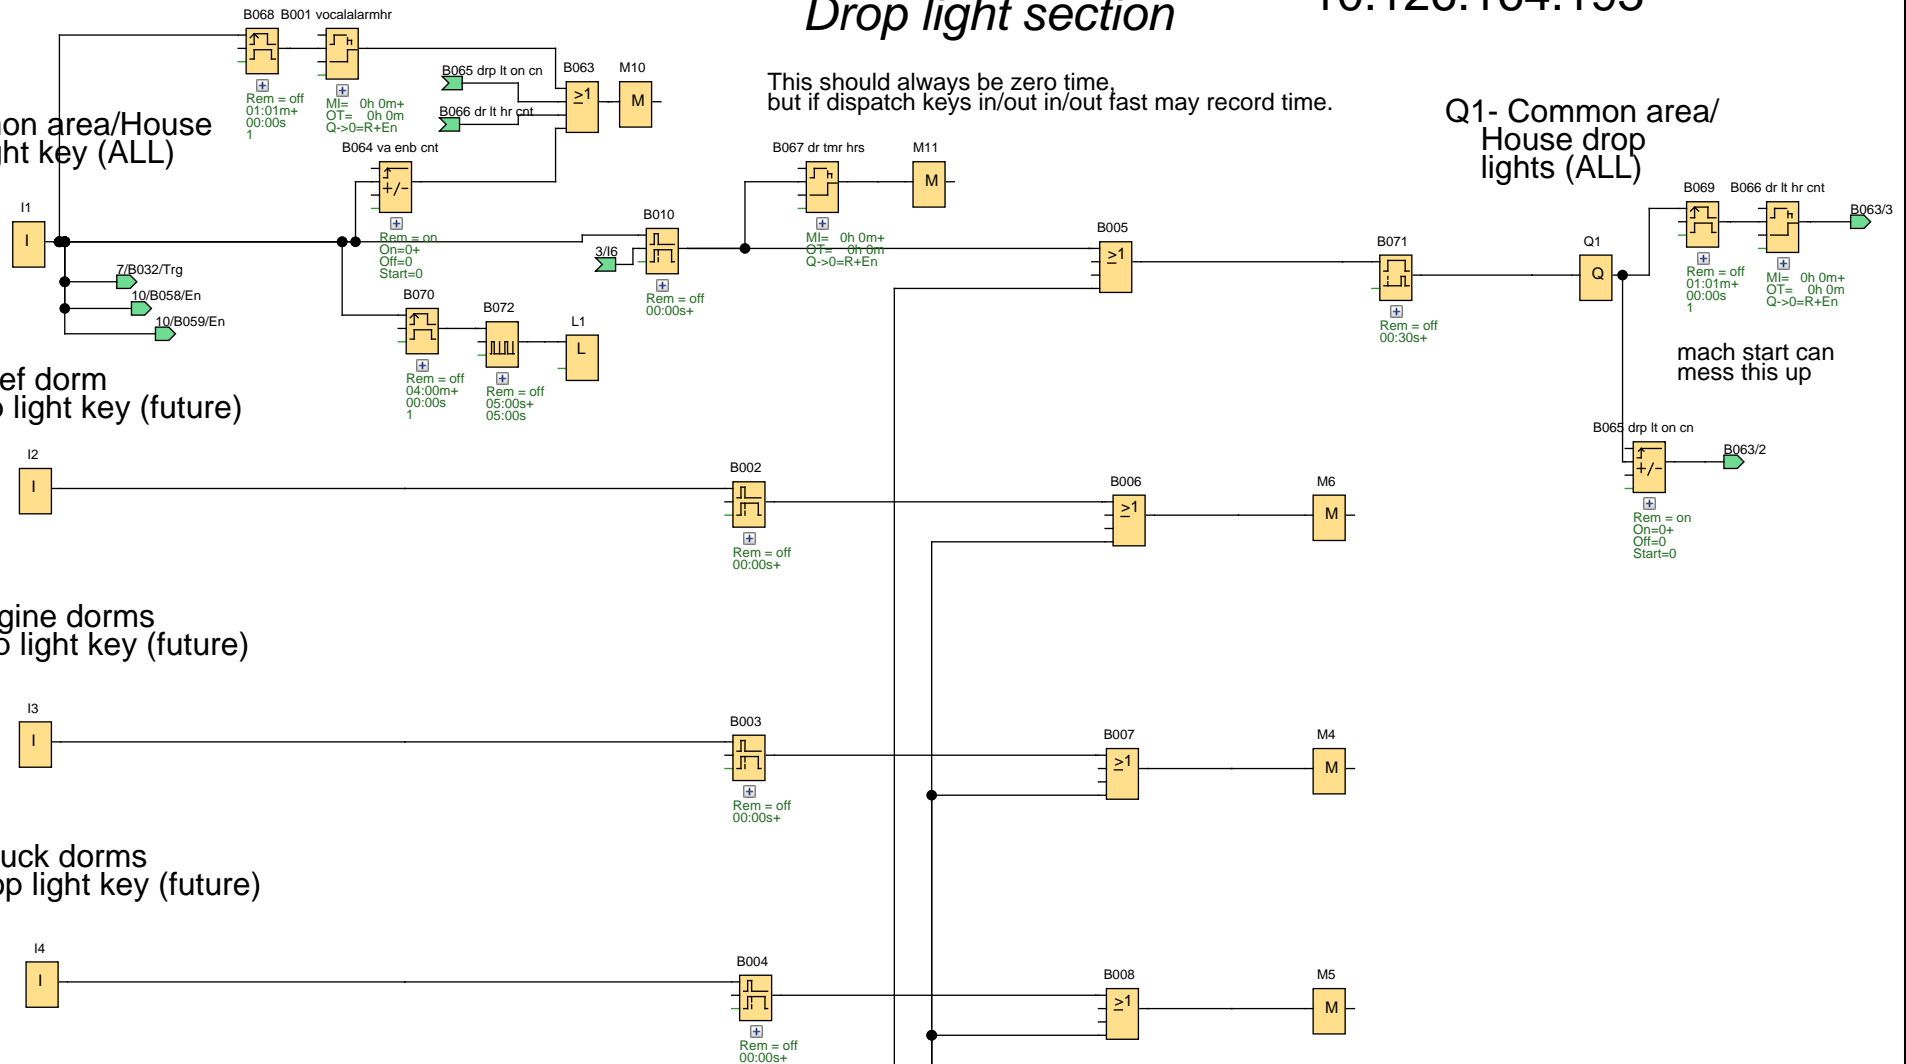 Drop light section
10.126.164.193
B068 B001 vocalalarmhr
Rem = off
01:01m+
00:00s
1
MI= 0h 0m+
OT= 0h 0m
Q->0=R+En
B065 drp lt on cn
B066 dr lt hr cnt
B063
≥1
M10
M
This should always be zero time,
but if dispatch keys in/out in/out fast may record time.
on area/House
ht key (ALL)
B064 va enb cnt
+/-
Rem = on
On=0+
Off=0
Start=0
I1
I
7/B032/Trg
10/B058/En
10/B059/En
B070
Rem = off
04:00m+
00:00s
1
B072
Rem = off
05:00s+
05:00s
L1
L
3/I6
B010
Rem = off
00:00s+
B067 dr tmr hrs
MI= 0h 0m+
OT= 0h 0m
Q->0=R+En
M11
M
B005
≥1
B071
Rem = off
00:30s+
Q1- Common area/
House drop
lights (ALL)
Q1
Q
B069
Rem = off
01:01m+
00:00s
1
B066 dr lt hr cnt
MI= 0h 0m+
OT= 0h 0m
Q->0=R+En
B063/3
mach start can
mess this up
B065 drp lt on cn
+/-
Rem = on
On=0+
Off=0
Start=0
B063/2
ef dorm
light key (future)
I2
I
B002
Rem = off
00:00s+
B006
≥1
M6
M
gine dorms
o light key (future)
I3
I
B003
Rem = off
00:00s+
B007
≥1
M4
M
uck dorms
op light key (future)
I4
I
B004
Rem = off
00:00s+
B008
≥1
M5
M